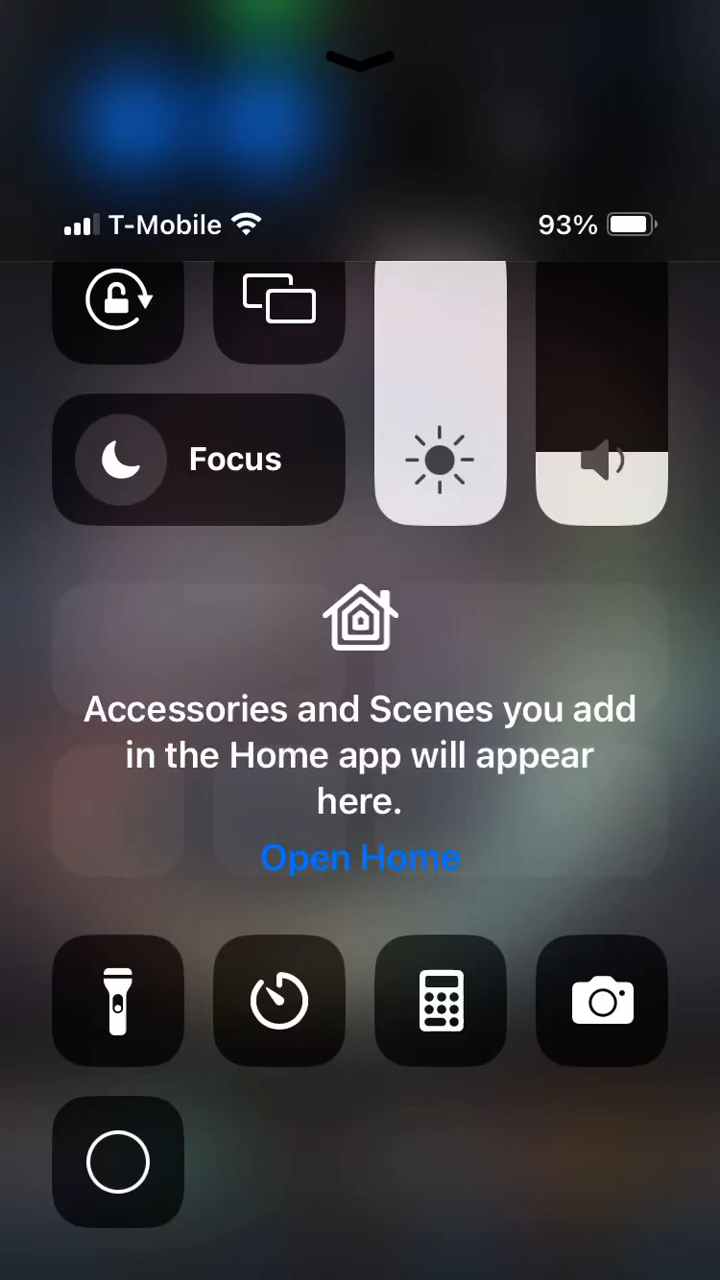 T-Mobile 93%
Focus
Accessories and Scenes you add
in the Home app will appear
here.
Open Home